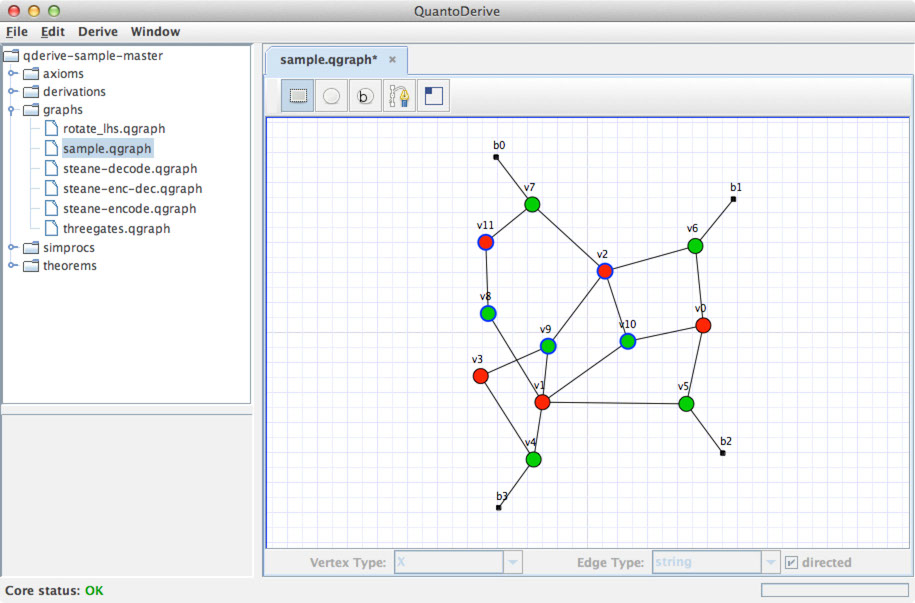 QuantoDerive
File Edit Derive Window
qderive-sample-master
axioms
derivations
graphs
rotate_lhs.qgraph
sample.qgraph
steane-decode.qgraph
steane-enc-dec.qgraph
steane-encode.qgraph
threegates.qgraph
simprocs
theorems
sample.qgraph* ×
b
b0
v7
b1
v11
v6
v2
v8
v0
v10
v9
v3
v1
v5
v4
b2
b3
Vertex Type: X Edge Type: string directed
Core status: OK